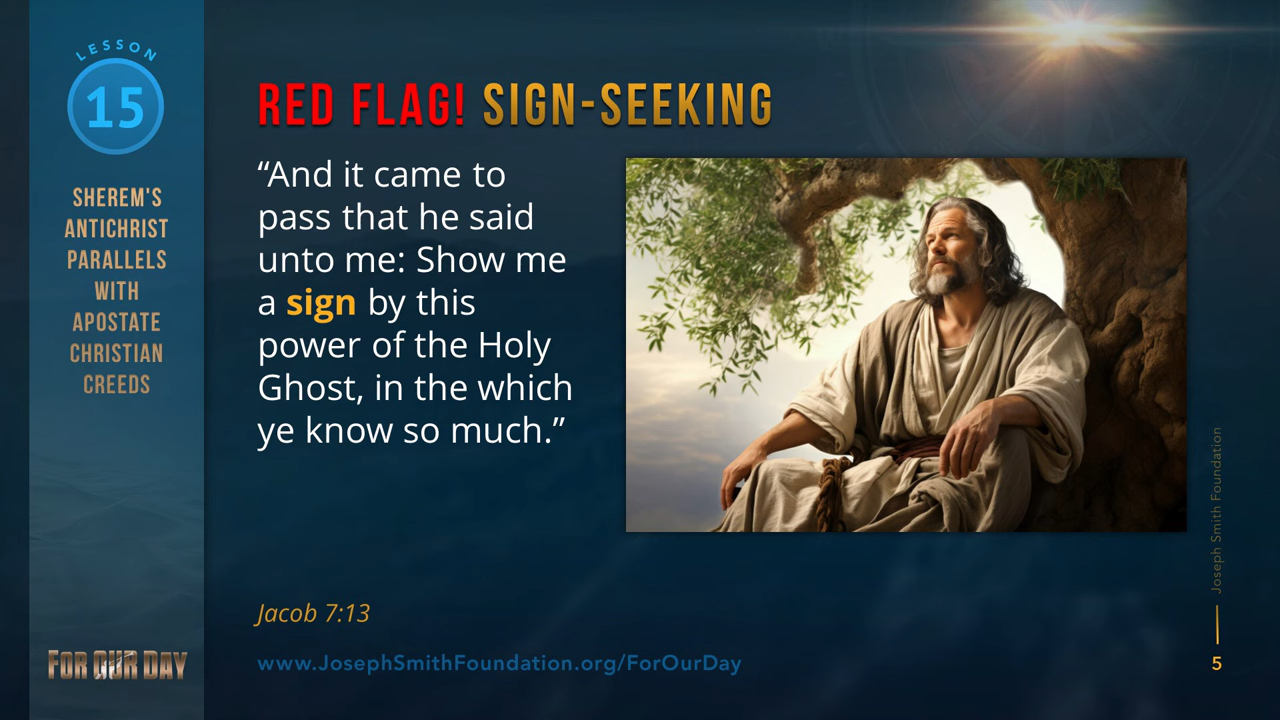 LESSON
15
SHEREM'S
ANTICHRIST
PARALLELS
WITH
APOSTATE
CHRISTIAN
CREEDS
FOR OUR DAY
RED FLAG! SIGN-SEEKING
“And it came to
pass that he said
unto me: Show me
a sign by this
power of the Holy
Ghost, in the which
ye know so much.”
Jacob 7:13
www.JosephSmithFoundation.org/ForOurDay
Joseph Smith Foundation
5